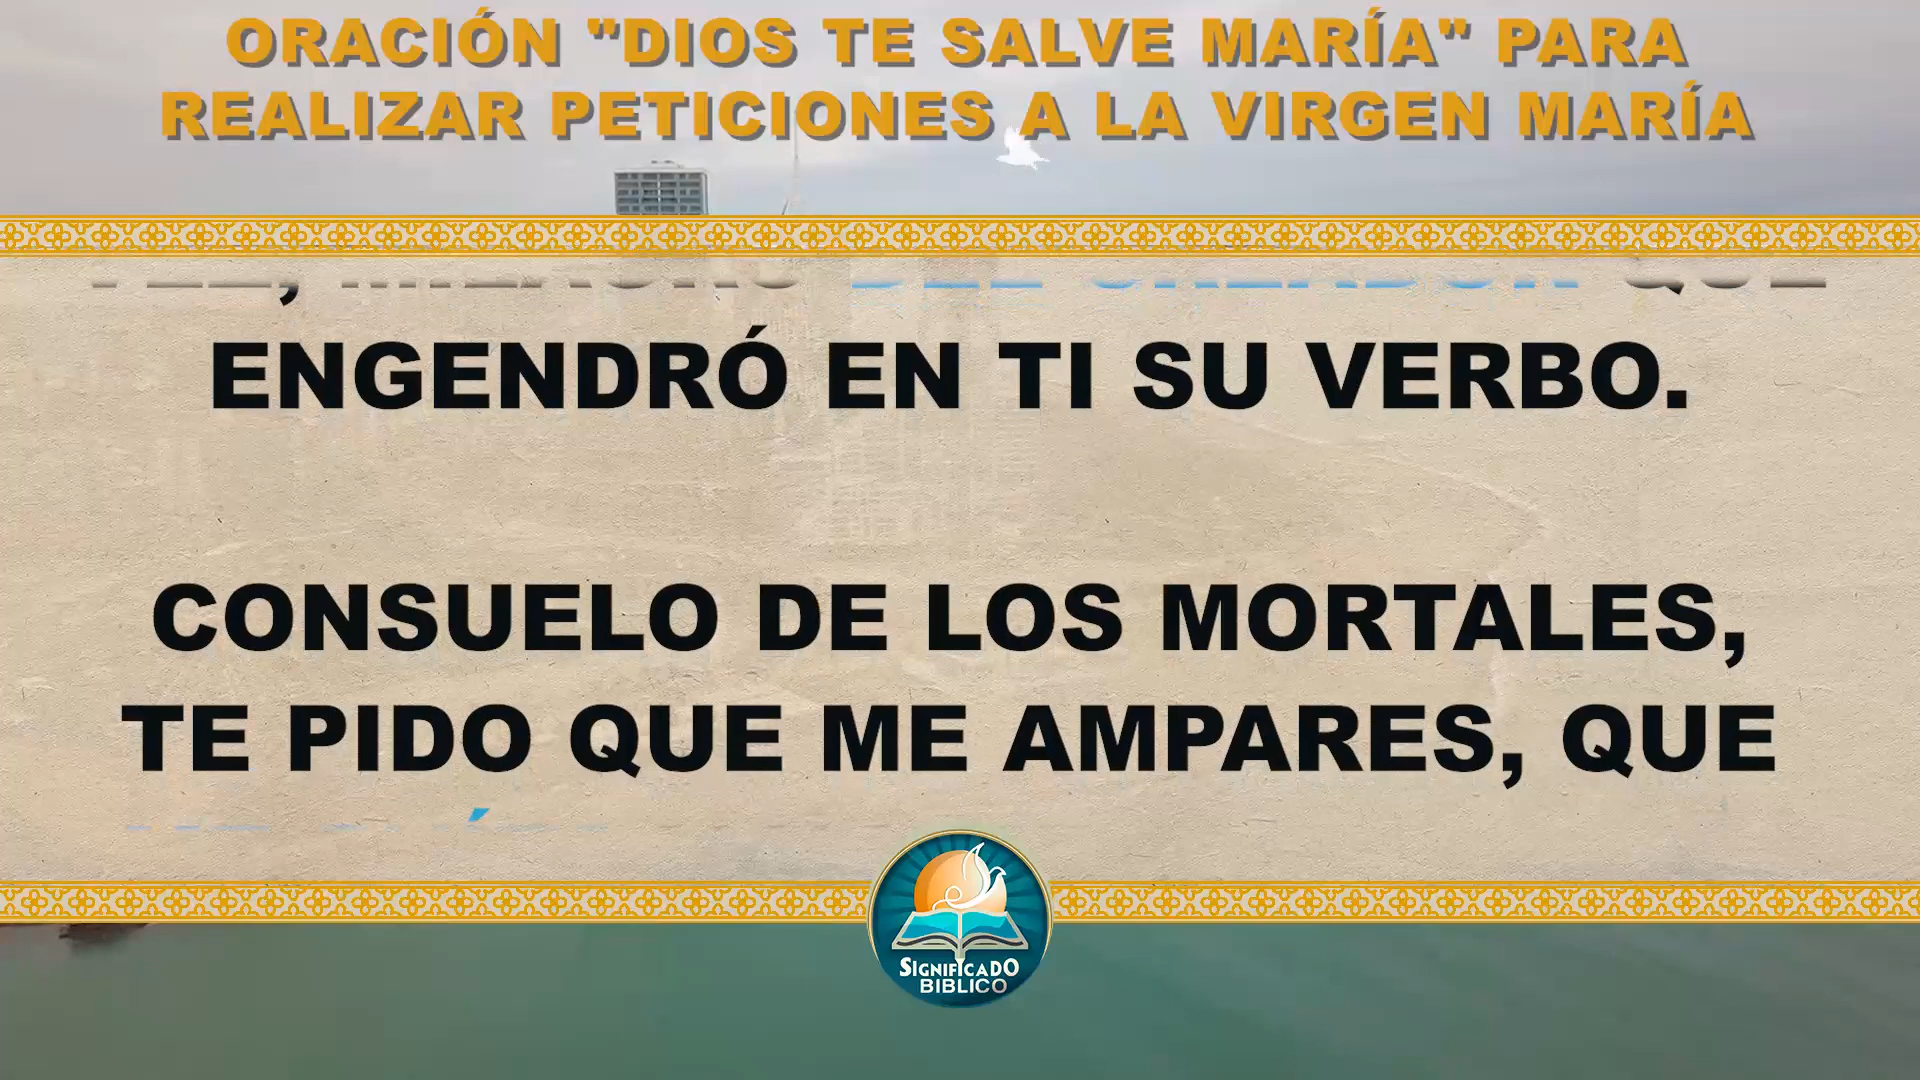 ORACIÓN "DIOS TE SALVE MARÍA" PARA
REALIZAR PETICIONES A LA VIRGEN MARÍA
ENGENDRÓ EN TI SU VERBO.
CONSUELO DE LOS MORTALES,
TE PIDO QUE ME AMPARES, QUE
SIGNIFICADO
BIBLICO